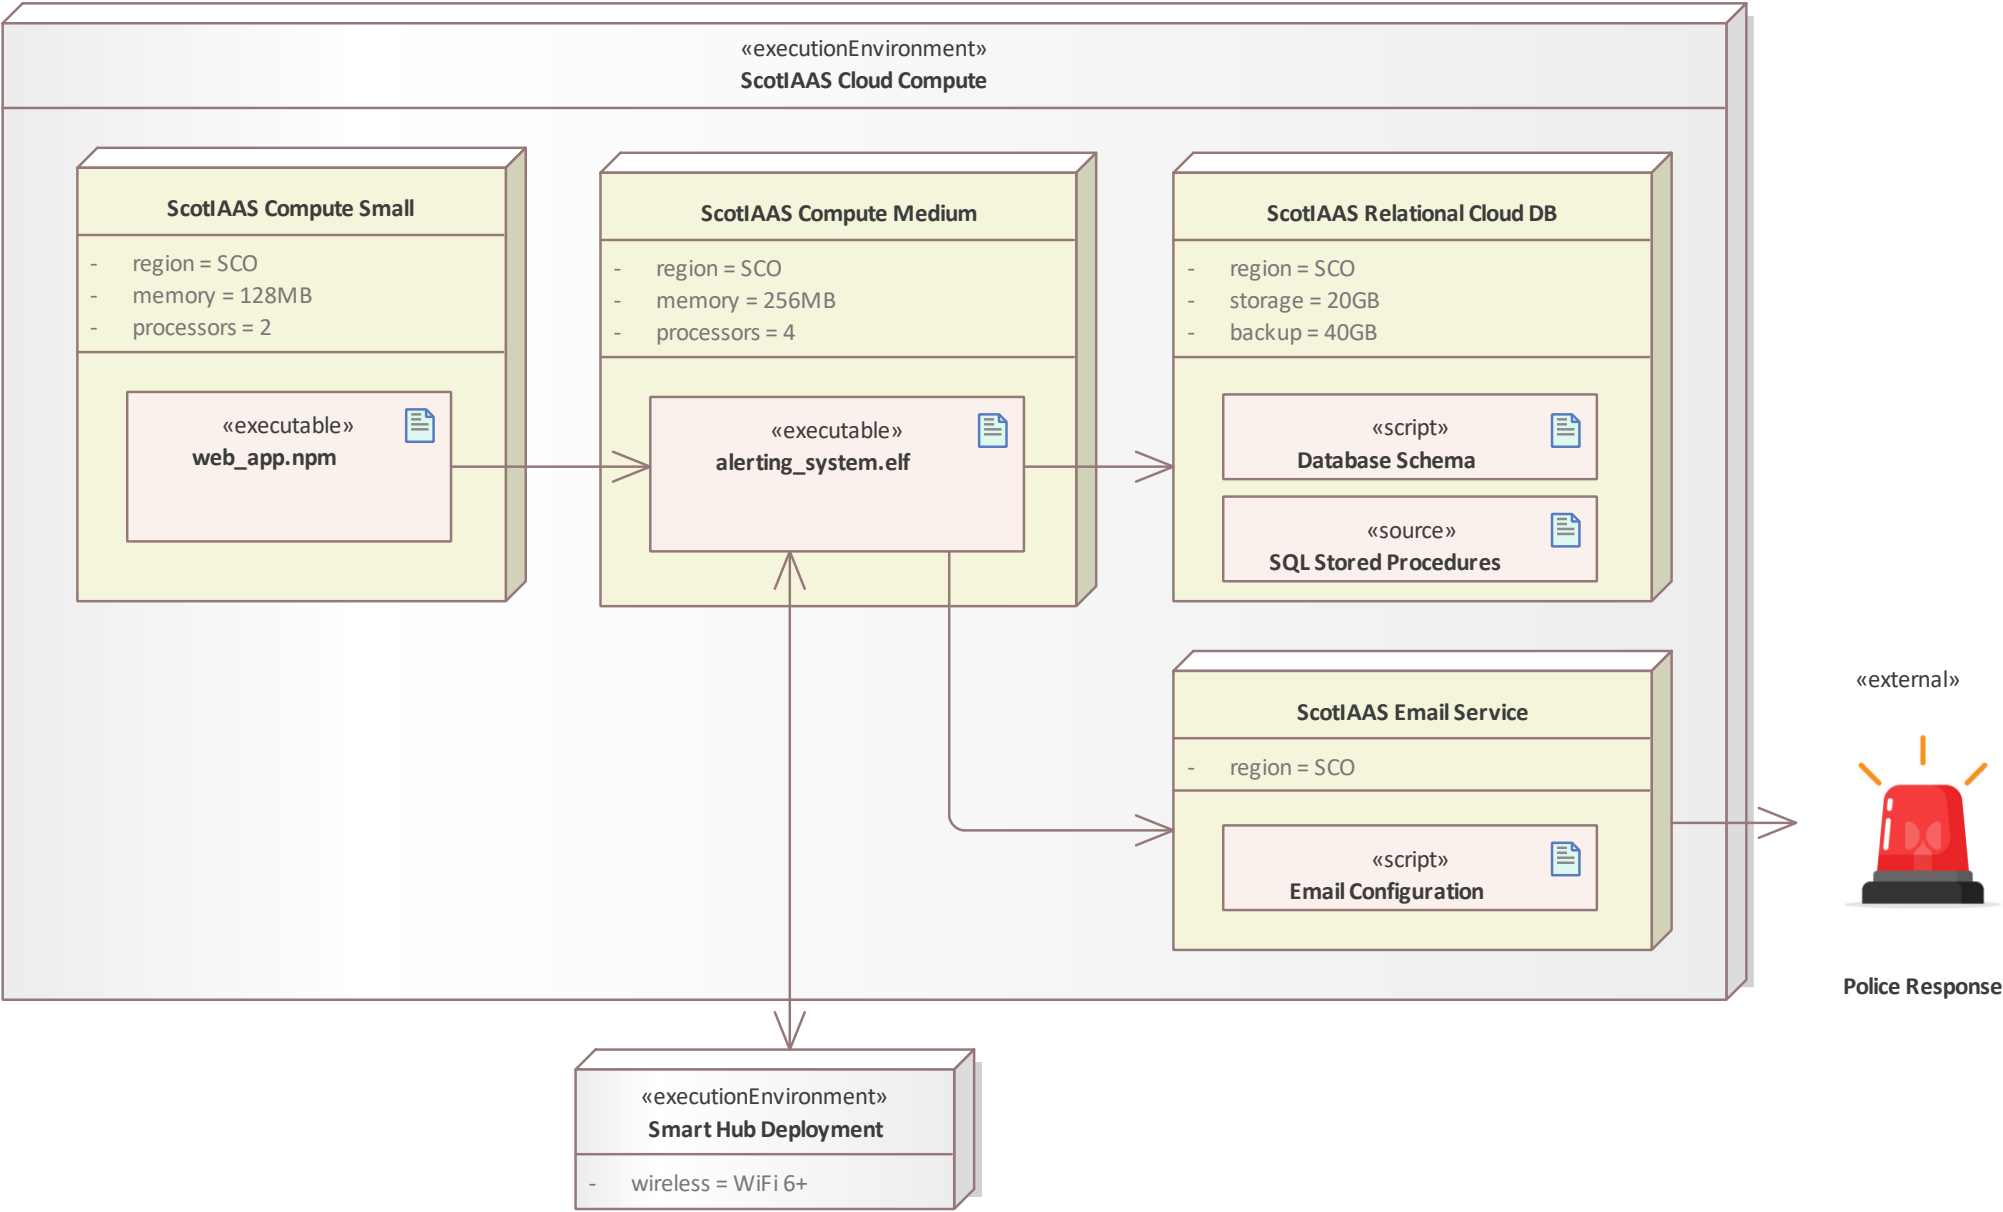 «executionEnvironment»
ScotIAAS Cloud Compute
ScotIAAS Compute Small
- region = SCO
- memory = 128MB
- processors = 2
«executable»
web_app.npm
ScotIAAS Compute Medium
- region = SCO
- memory = 256MB
- processors = 4
«executable»
alerting_system.elf
ScotIAAS Relational Cloud DB
- region = SCO
- storage = 20GB
- backup = 40GB
«script»
Database Schema
«source»
SQL Stored Procedures
ScotIAAS Email Service
- region = SCO
«script»
Email Configuration
«external»
Police Response
«executionEnvironment»
Smart Hub Deployment
- wireless = WiFi 6+